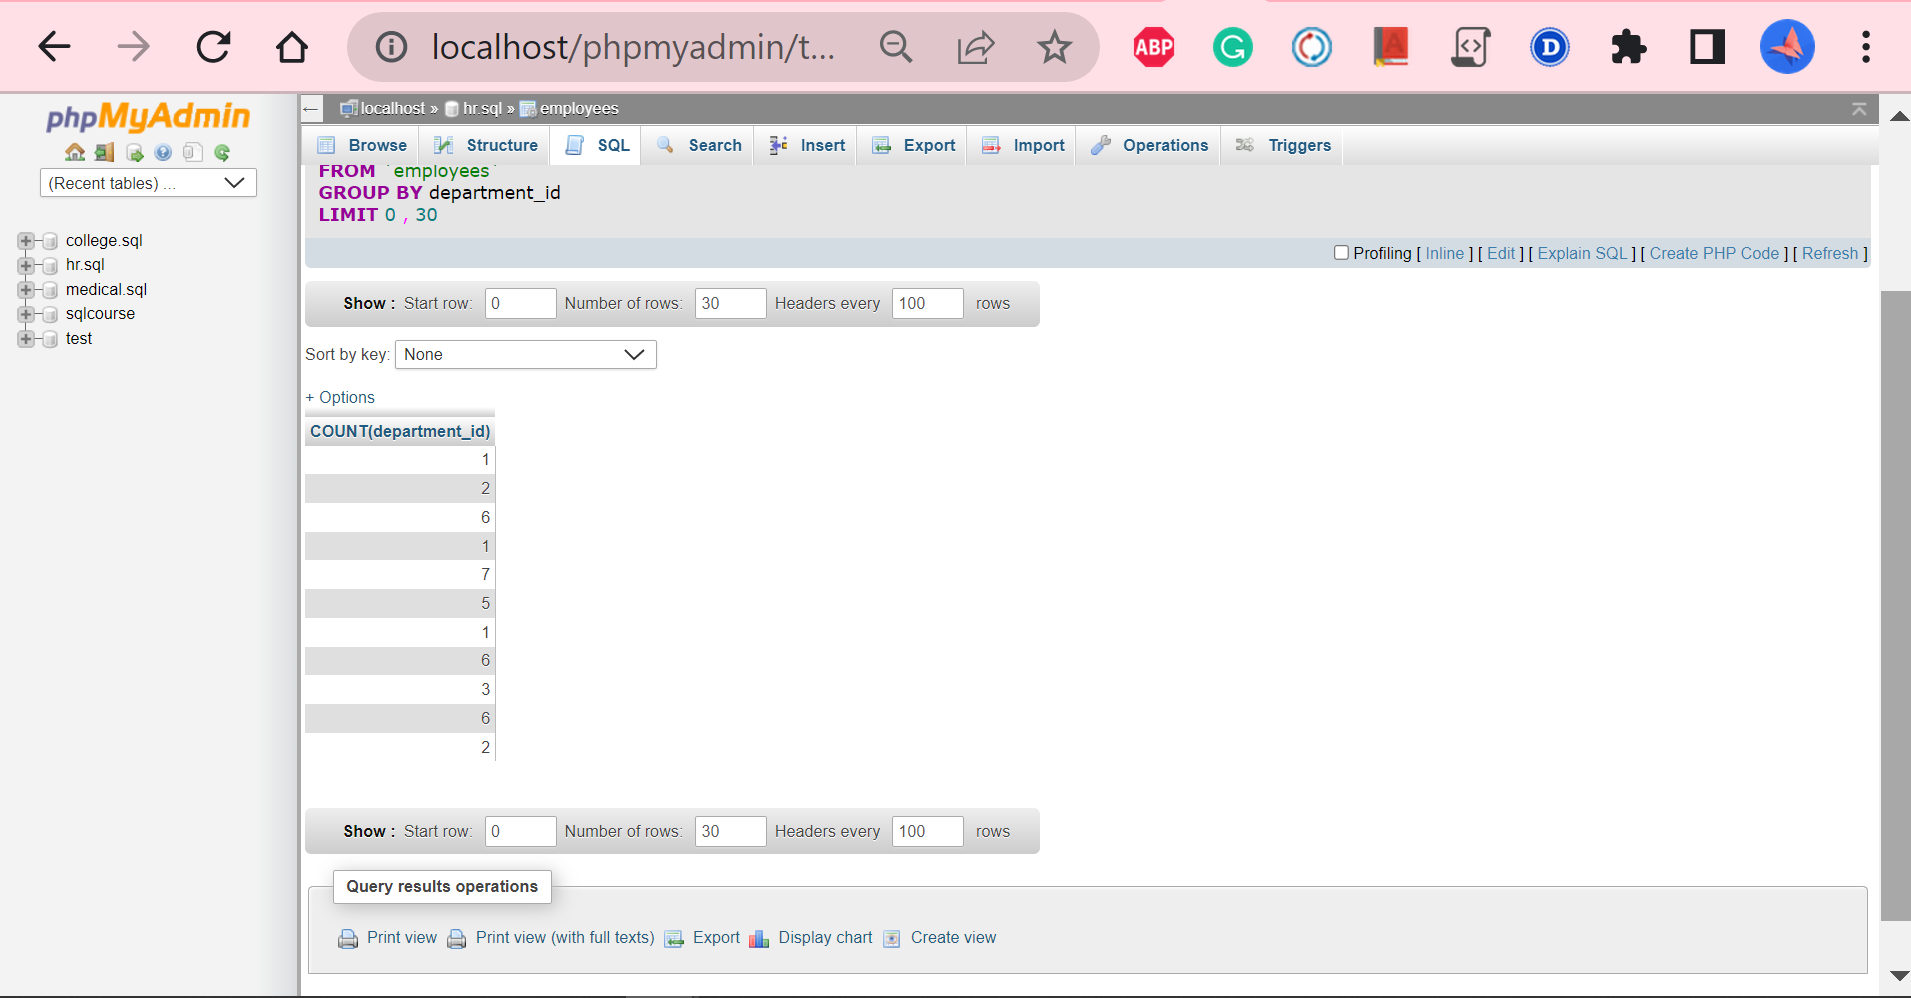 localhost/phpmyadmin/t...
ABP
G
A
D
phpMyAdmin
(Recent tables) ...
college.sql
hr.sql
medical.sql
sqlcourse
test
localhost » hr.sql » employees
Browse Structure SQL Search Insert Export Import Operations Triggers
FROM `employees`
GROUP BY department_id
LIMIT 0 , 30
Profiling [ Inline ] [ Edit ] [ Explain SQL ] [ Create PHP Code ] [ Refresh ]
Show : Start row: 0 Number of rows: 30 Headers every 100 rows
Sort by key: None
+ Options
COUNT(department_id)
1
2
6
1
7
5
1
6
3
6
2
Show : Start row: 0 Number of rows: 30 Headers every 100 rows
Query results operations
Print view Print view (with full texts) Export Display chart Create view